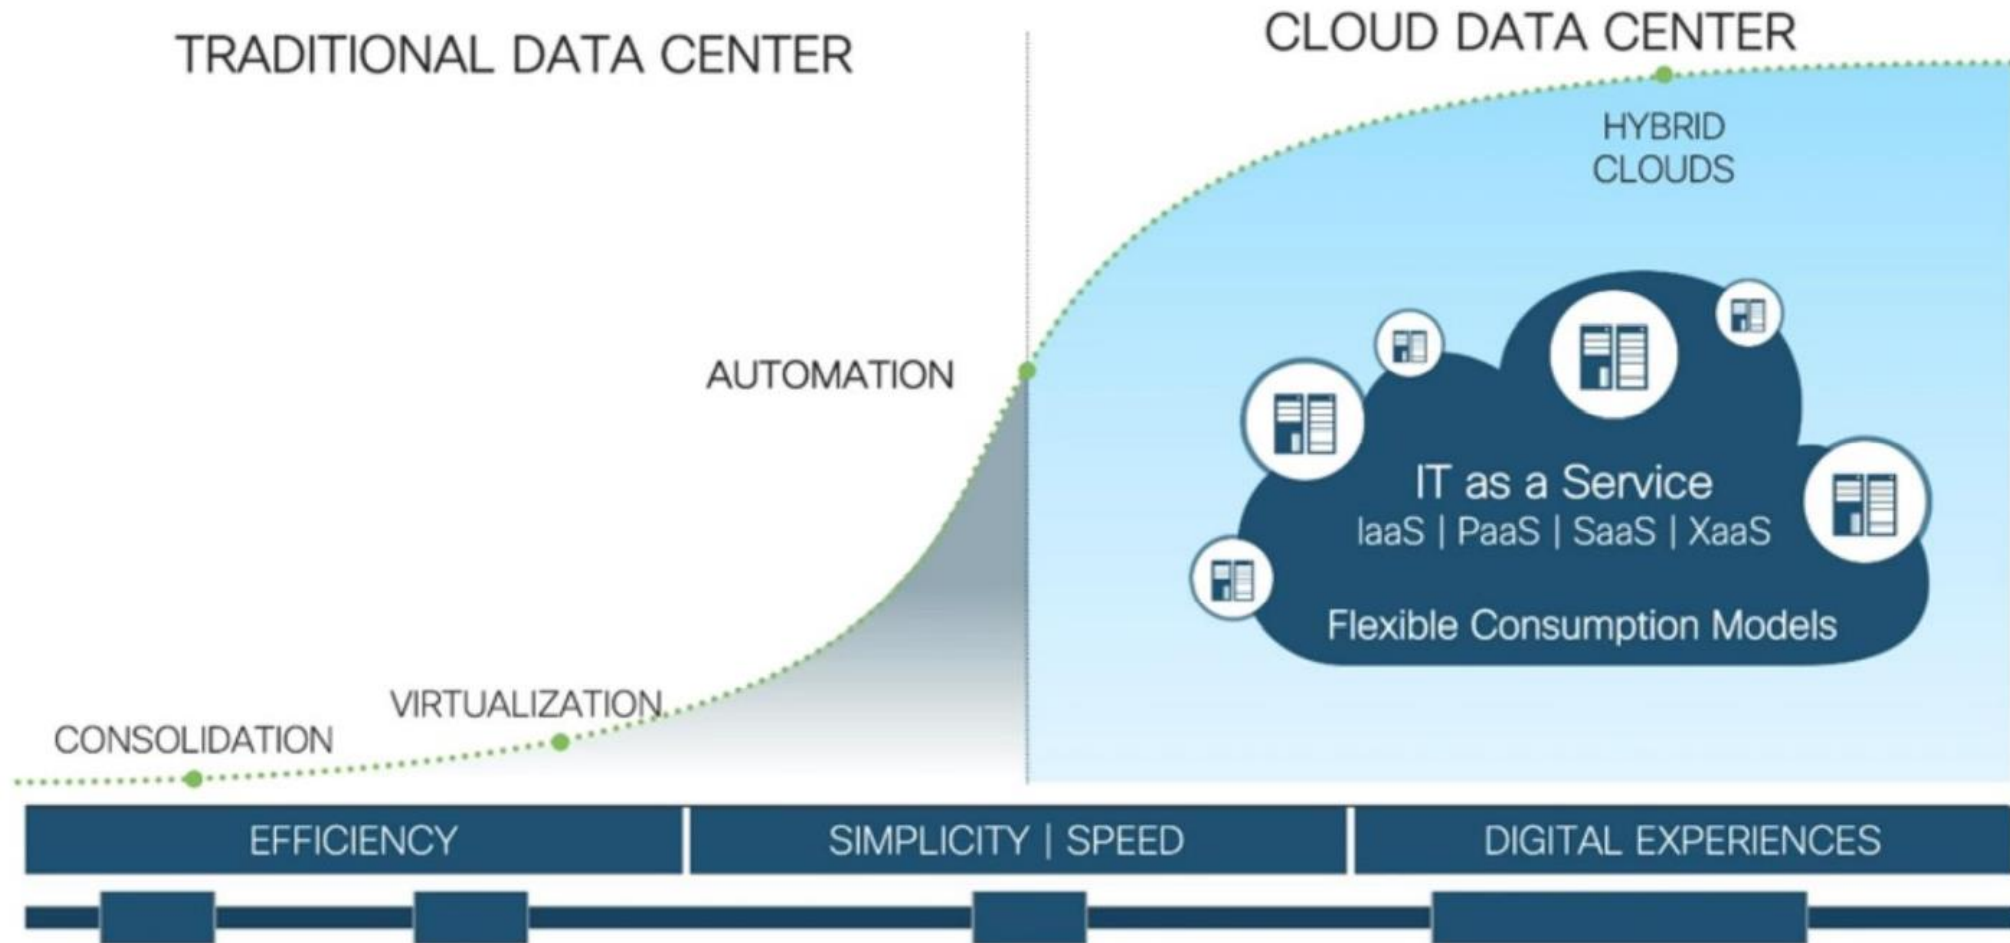 TRADITIONAL DATA CENTER
CLOUD DATA CENTER
HYBRID
CLOUDS
AUTOMATION
IT as a Service
IaaS | PaaS | SaaS | XaaS
Flexible Consumption Models
VIRTUALIZATION
CONSOLIDATION
EFFICIENCY
SIMPLICITY | SPEED
DIGITAL EXPERIENCES